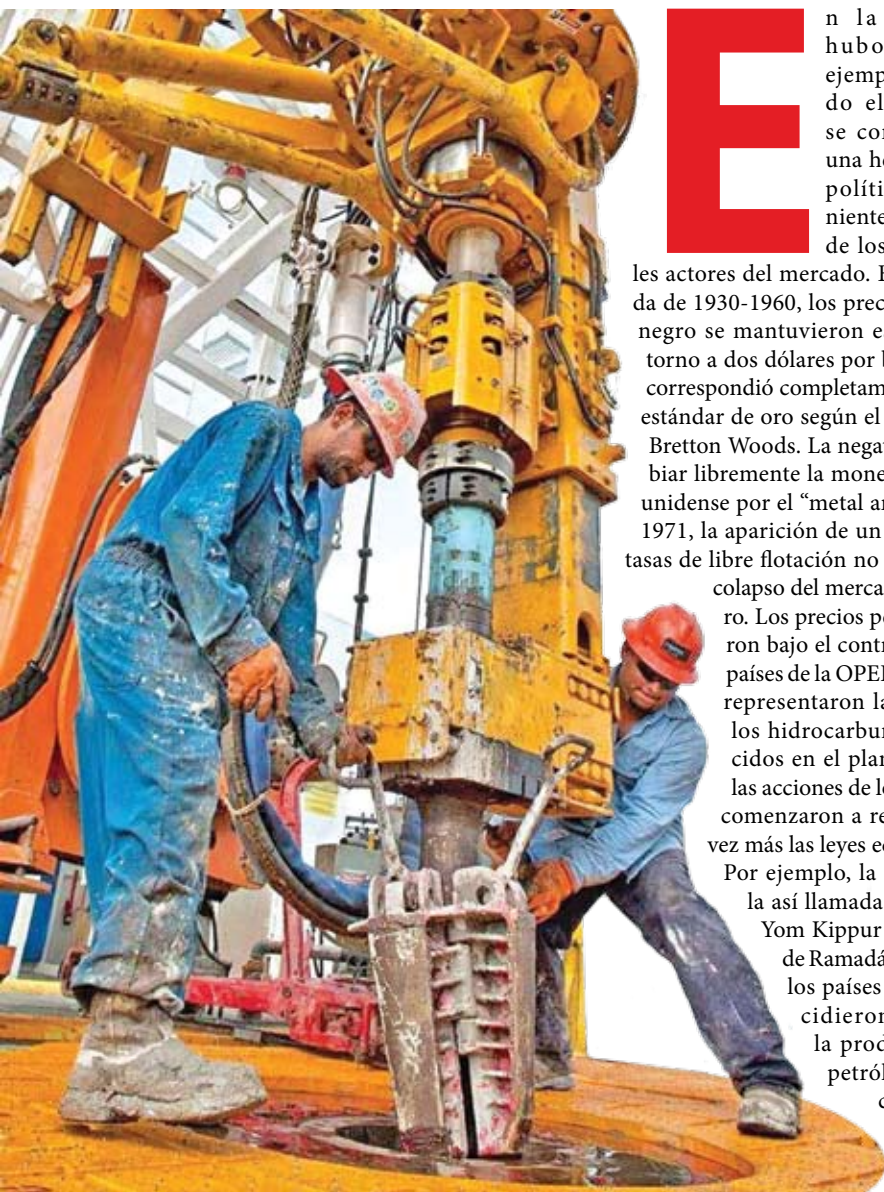 En la
hubo
ejemp
do el
se con
una he
políti
niente
de los
les actores del mercado. E
da de 1930-1960, los prec
negro se mantuvieron e
torno a dos dólares por b
correspondió completam
estándar de oro según el
Bretton Woods. La nega
biar libremente la mone
unidense por el “metal am
1971, la aparición de un
tasas de libre flotación no
colapso del merca
ro. Los precios pe
ron bajo el contr
países de la OPEP
representaron la
los hidrocarbur
cidos en el plan
las acciones de lo
comenzaron a re
vez más las leyes ec
Por ejemplo, la
la así llamada
Yom Kippur
de Ramadá
los países
cidieron
la prod
petról
c